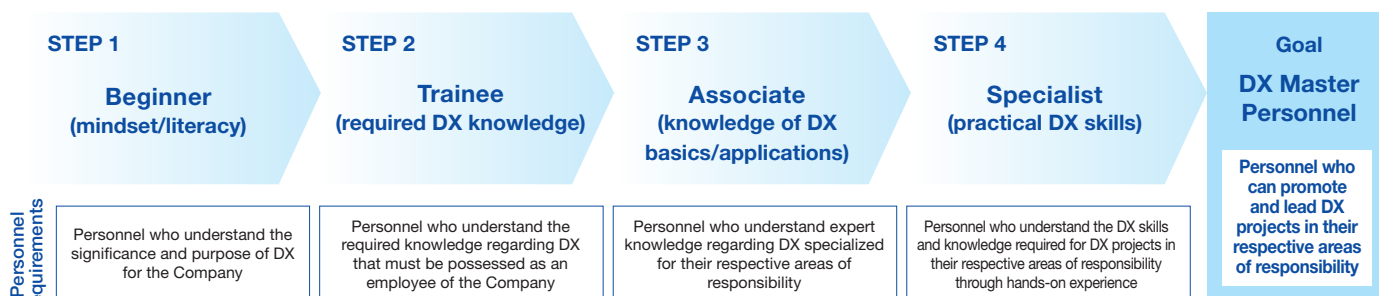 STEP 1
Beginner
(mindset/literacy)
STEP 2
Trainee
(required DX knowledge)
STEP 3
Associate
(knowledge of DX
basics/applications)
STEP 4
Specialist
(practical DX skills)
Goal
DX Master
Personnel
Personnel who
can promote
and lead DX
projects in their
respective areas
of responsibility
Personnel
requirements
Personnel who understand the
significance and purpose of DX
for the Company
Personnel who understand the
required knowledge regarding DX
that must be possessed as an
employee of the Company
Personnel who understand expert
knowledge regarding DX specialized
for their respective areas of
responsibility
Personnel who understand the DX skills
and knowledge required for DX projects in
their respective areas of responsibility
through hands-on experience